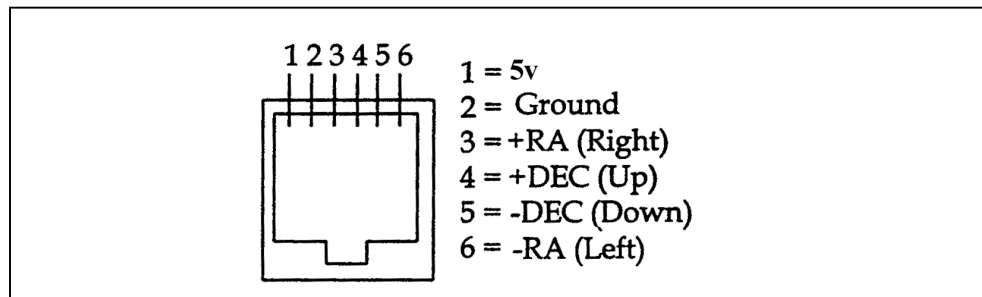 1 2 3 4 5 6
1 = 5v
2 = Ground
3 = +RA (Right)
4 = +DEC (Up)
5 = -DEC (Down)
6 = -RA (Left)